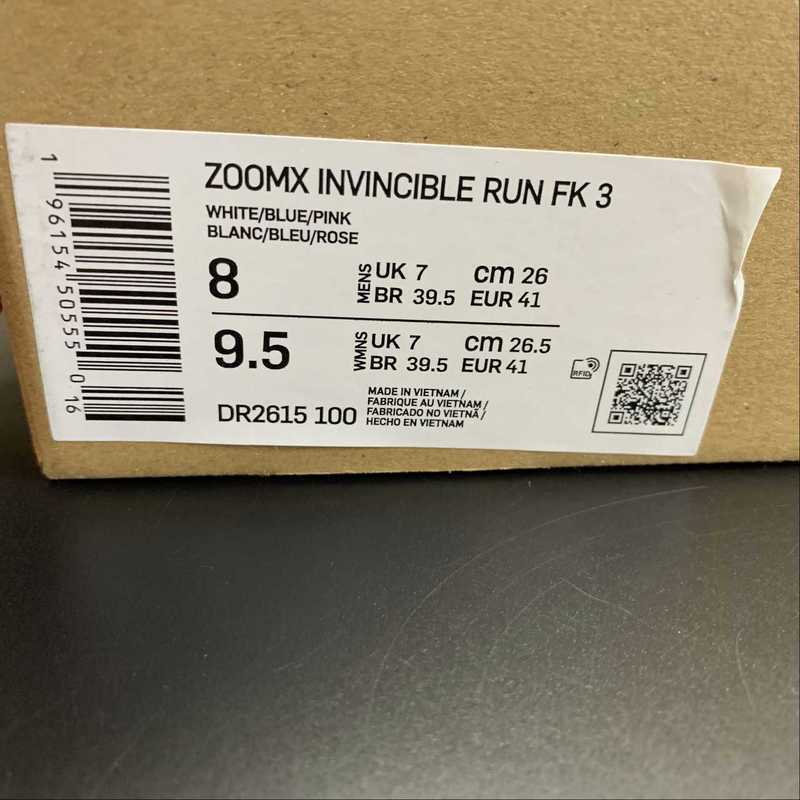 ZOOMX INVINCIBLE RUN FK 3
WHITE/BLUE/PINK
BLANC/BLEU/ROSE
8 MENS UK 7 cm 26
BR 39.5 EUR 41
9.5 WMNS UK 7 cm 26.5
BR 39.5 EUR 41
RFID
DR2615 100
MADE IN VIETNAM /
FABRIQUE AU VIETNAM /
FABRICADO NO VIETNÃ /
HECHO EN VIETNAM
1 96154 50555 0 16